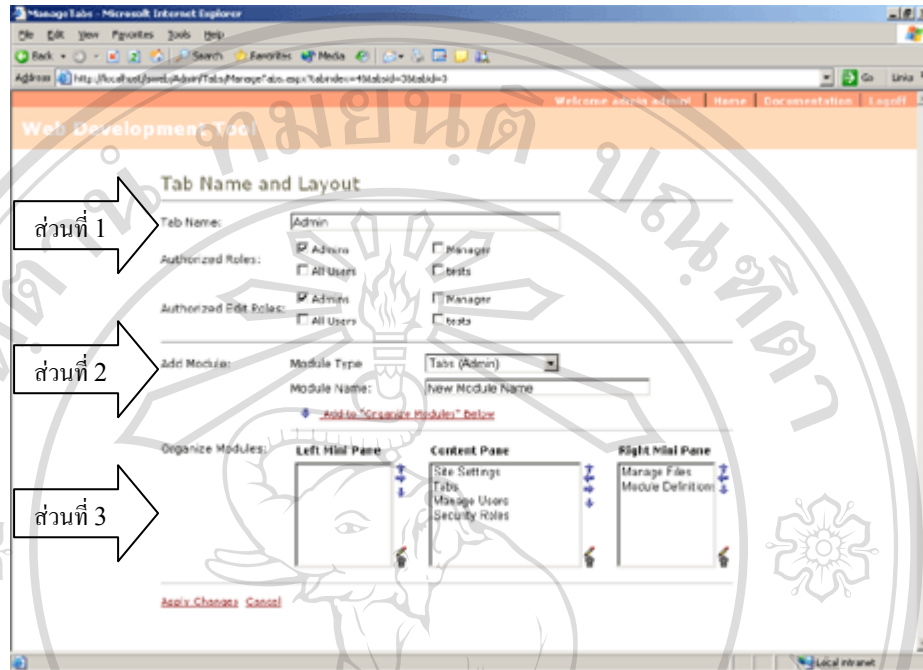 ManageTabs - Microsoft Internet Explorer
File Edit View Favorites Tools Help
Back Search Favorites Media
Address Go Links
Welcome admin admin! Home Documentation Logoff
Web Development Tool
Tab Name and Layout
ส่วนที่ 1
Tab Name: Admin
Authorized Roles: Admins Manager
All Users tests
Authorized Edit Roles: Admins Manager
All Users tests
ส่วนที่ 2
Add Module: Module Type Tabs (Admin)
Module Name: New Module Name
Add to "Organize Modules" Below
Organize Modules: Left Mini Pane Content Pane Right Mini Pane
Site Settings Manage Files
Tabs Module Definitions
Manage Users
Security Roles
ส่วนที่ 3
Apply Changes Cancel
Local intranet